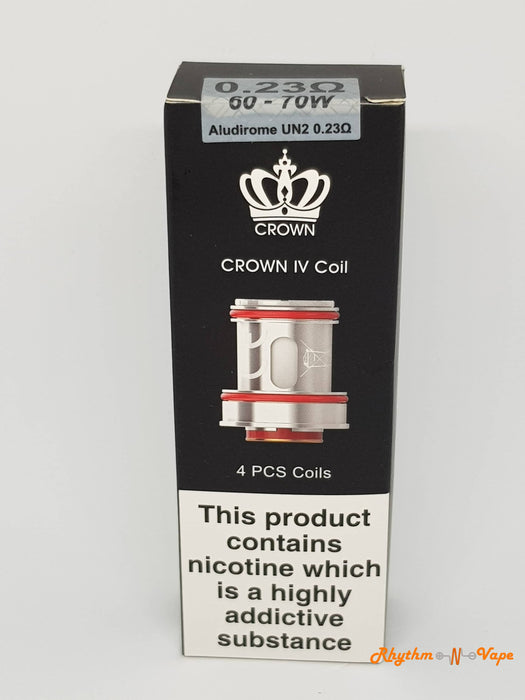 0.23Ω
60 - 70W
Aludirome UN2 0.23Ω
CROWN
CROWN IV Coil
4 PCS Coils
This product
contains
nicotine which
is a highly
addictive
substance
Rhythm N Vape